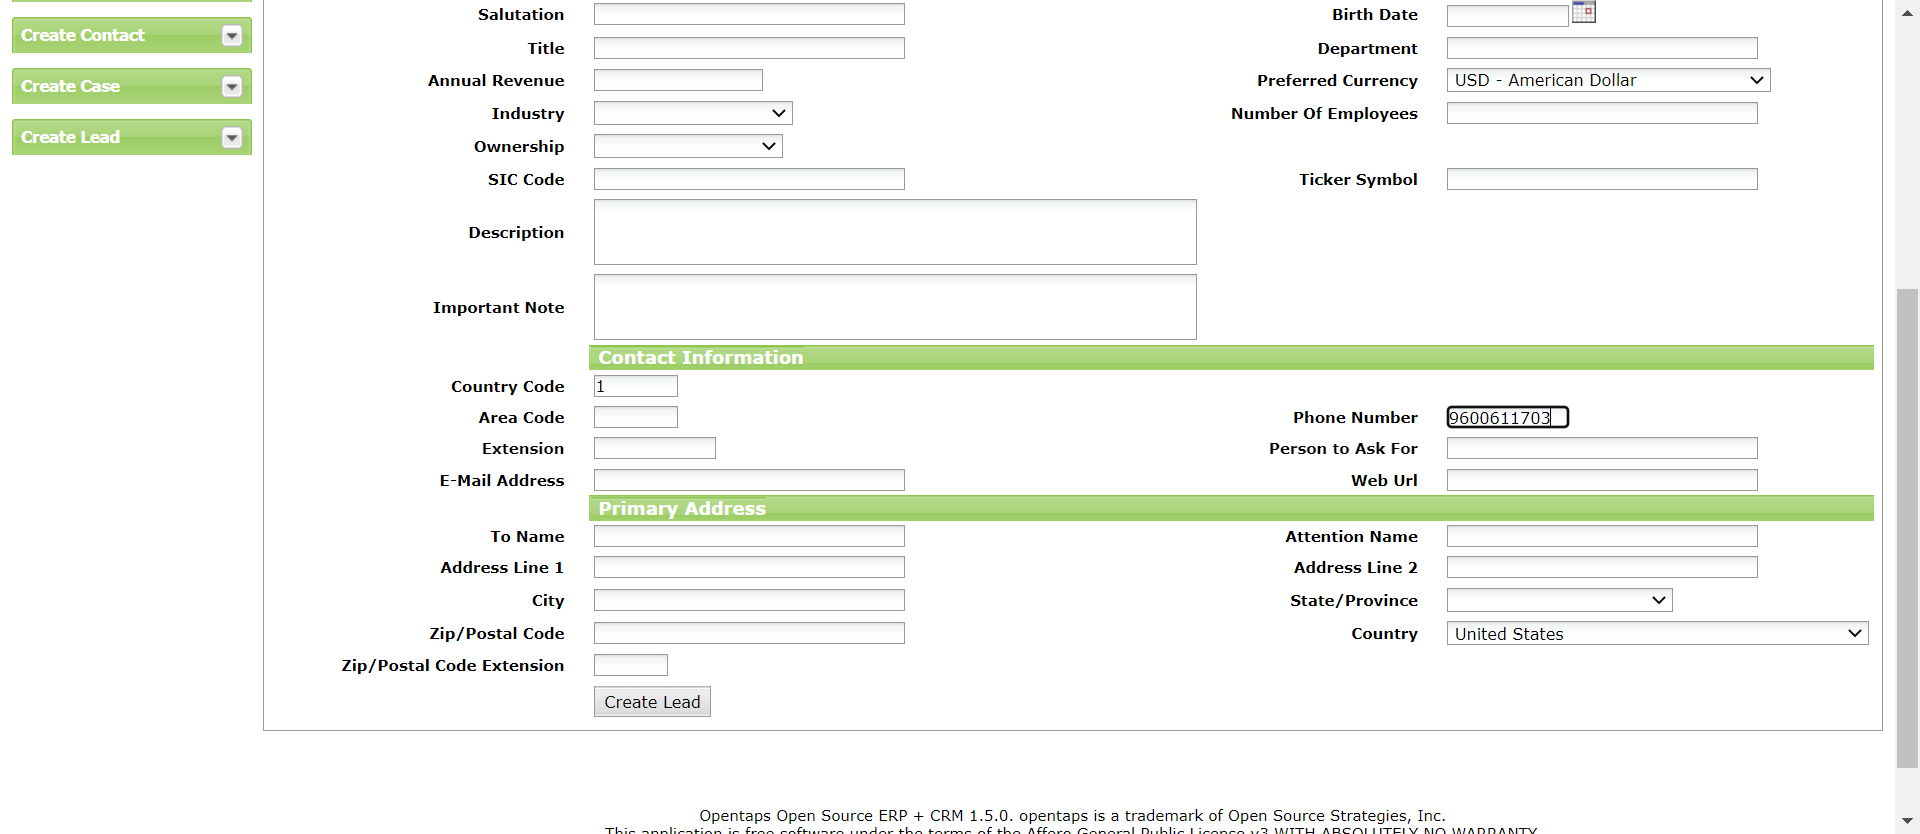 Create Contact
Create Case
Create Lead
Salutation
Birth Date
Title
Department
Annual Revenue
Preferred Currency USD - American Dollar
Industry
Number Of Employees
Ownership
SIC Code
Ticker Symbol
Description
Important Note
Contact Information
Country Code 1
Area Code
Phone Number 9600611703
Extension
Person to Ask For
E-Mail Address
Web Url
Primary Address
To Name
Attention Name
Address Line 1
Address Line 2
City
State/Province
Zip/Postal Code
Country United States
Zip/Postal Code Extension
Create Lead
Opentaps Open Source ERP + CRM 1.5.0. opentaps is a trademark of Open Source Strategies, Inc.
This application is free software under the terms of the Affero General Public License v3 WITH ABSOLUTELY NO WARRANTY